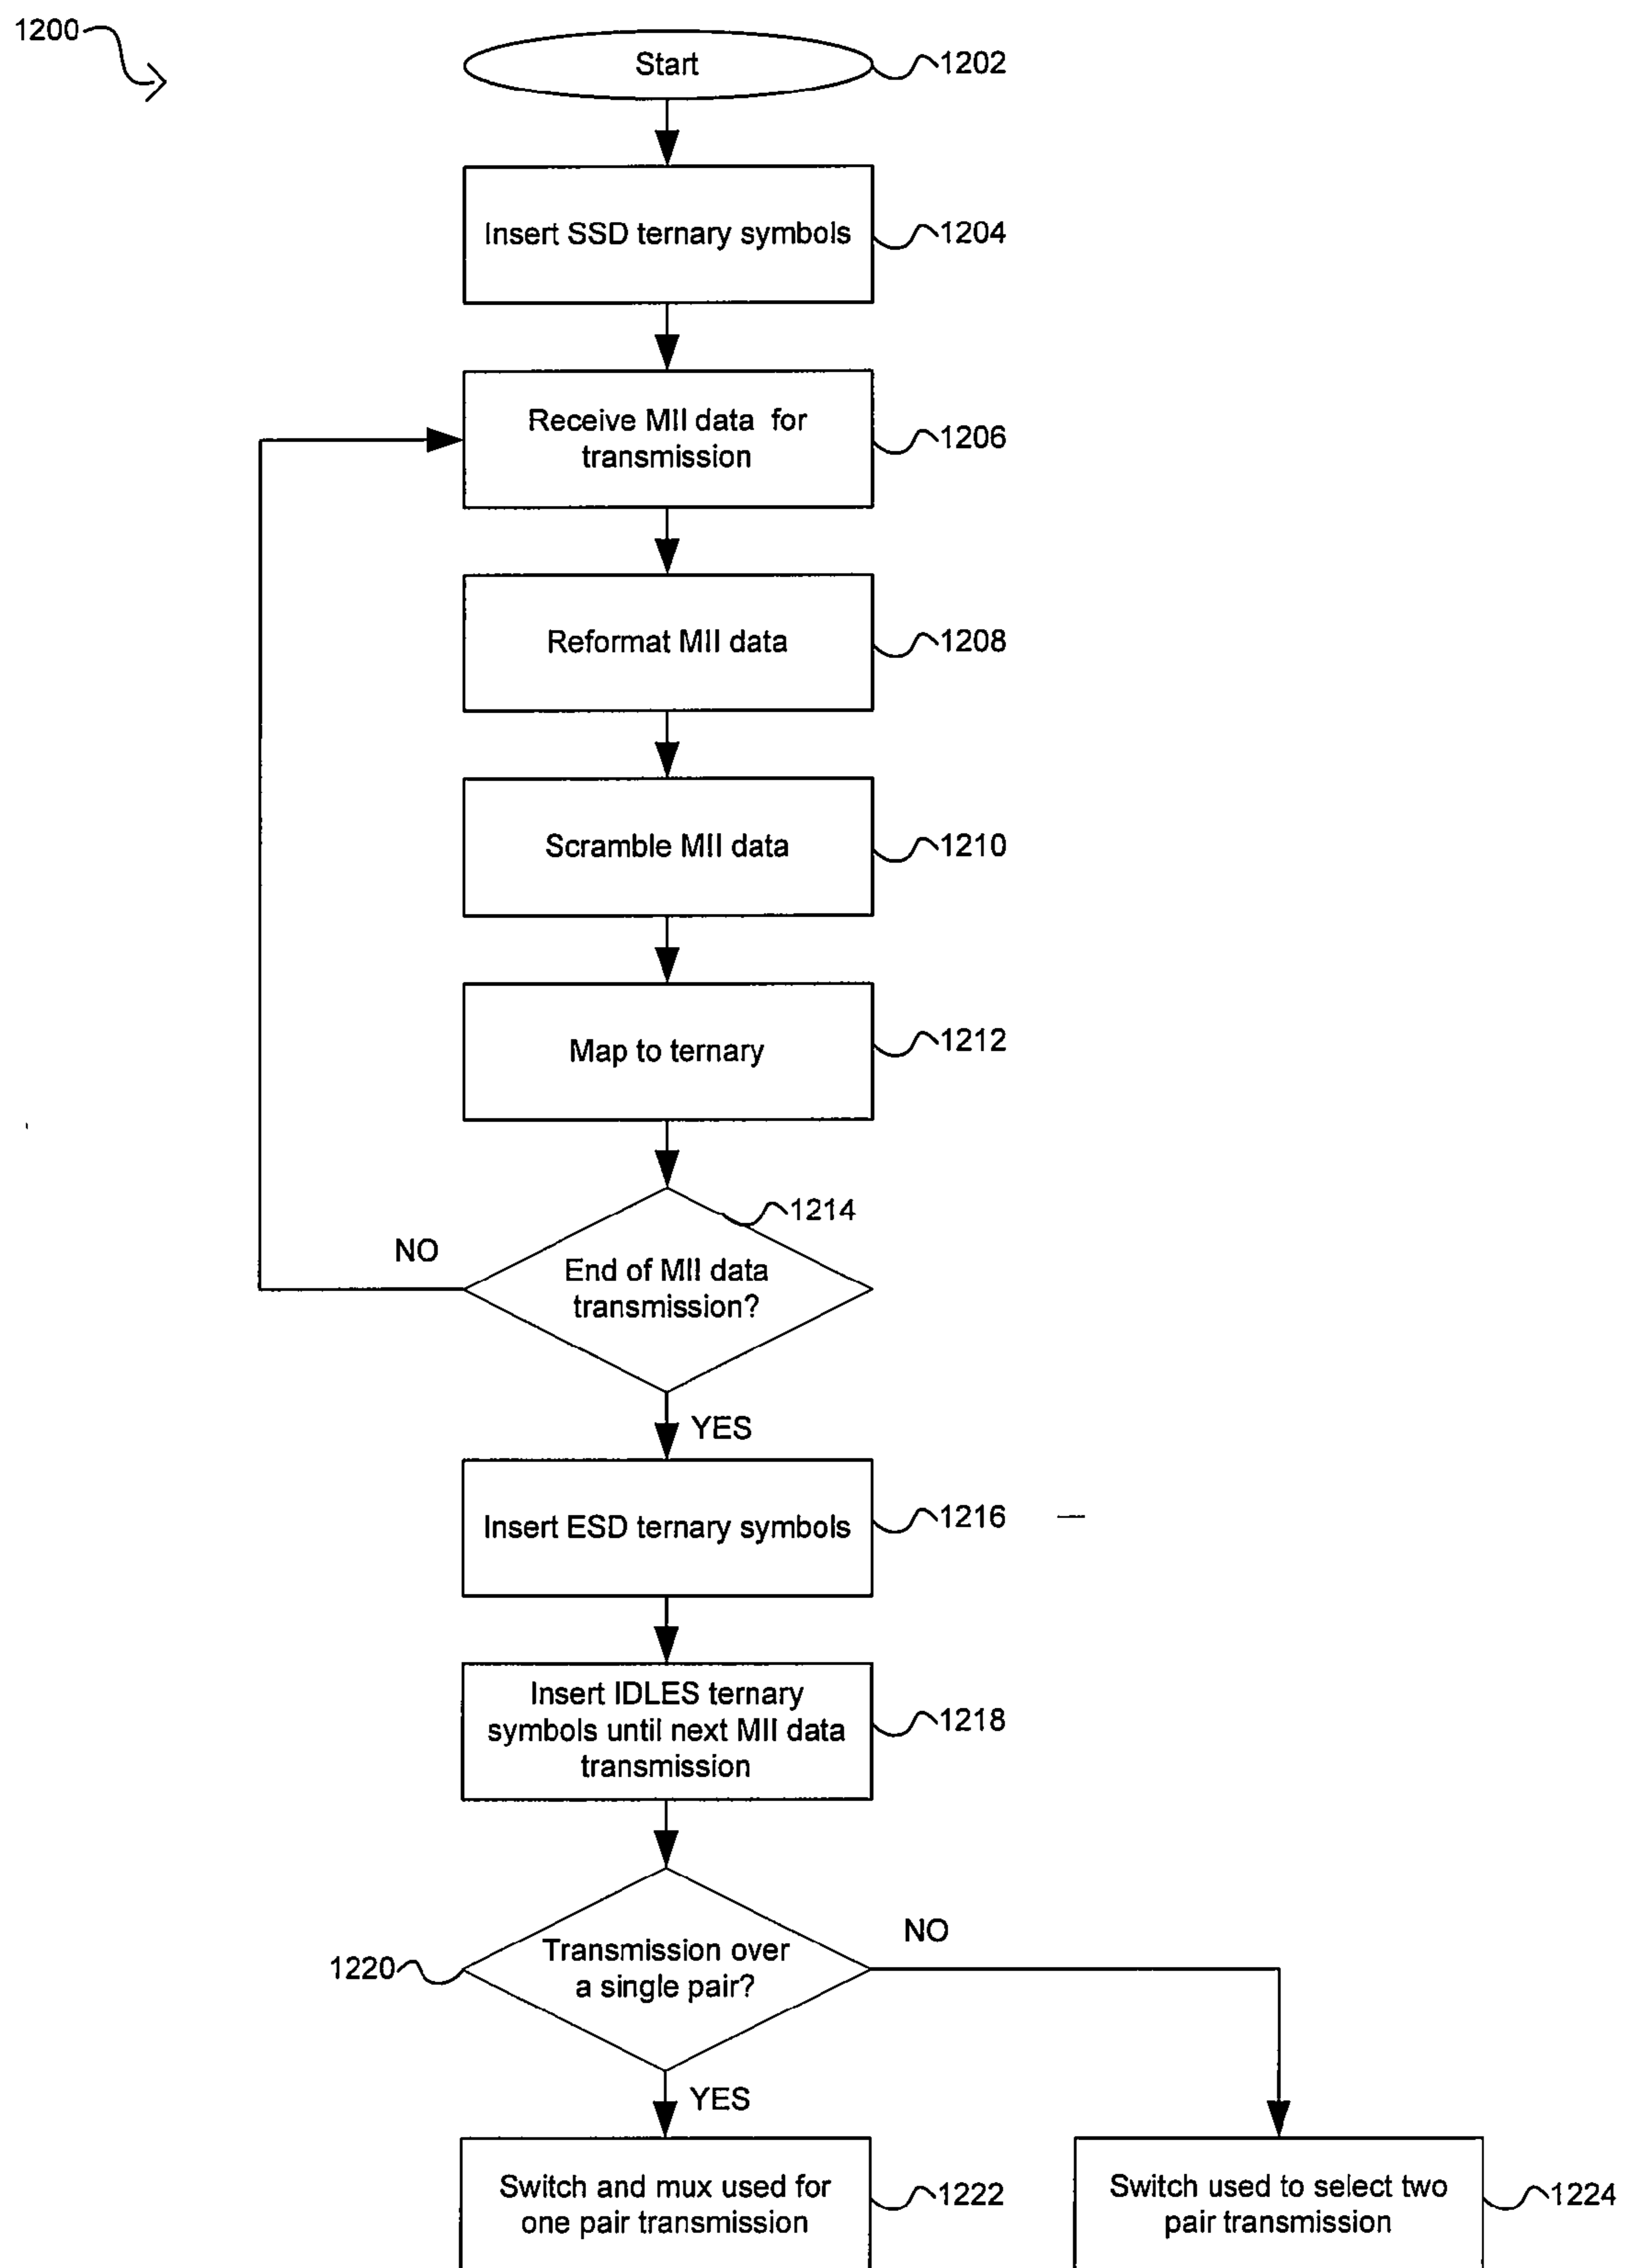 1200
Start
1202
Insert SSD ternary symbols
1204
Receive MII data for
transmission
1206
Reformat MII data
1208
Scramble MII data
1210
Map to ternary
1212
1214
NO
End of MII data
transmission?
YES
Insert ESD ternary symbols
1216
Insert IDLES ternary
symbols until next MII data
transmission
1218
NO
Transmission over
a single pair?
1220
YES
Switch and mux used for
one pair transmission
1222
Switch used to select two
pair transmission
1224